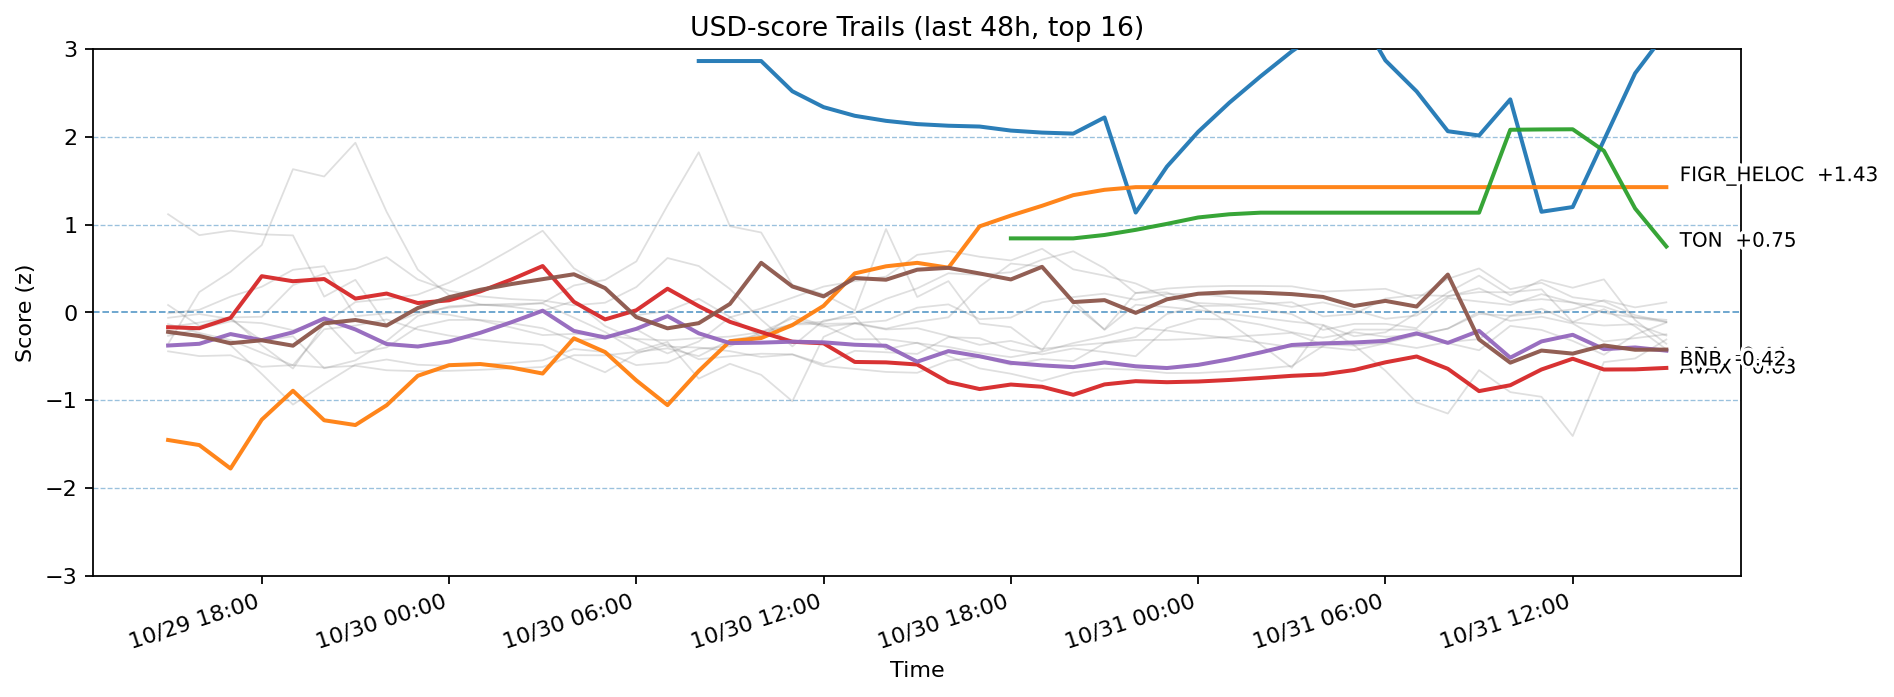 USD-score Trails (last 48h, top 16)
Score (z)
3
2
1
0
−1
−2
−3
FIGR_HELOC +1.43
TON +0.75
BNB -0.42
AVAX -0.63
10/29 18:00
10/30 00:00
10/30 06:00
10/30 12:00
10/30 18:00
10/31 00:00
10/31 06:00
10/31 12:00
Time